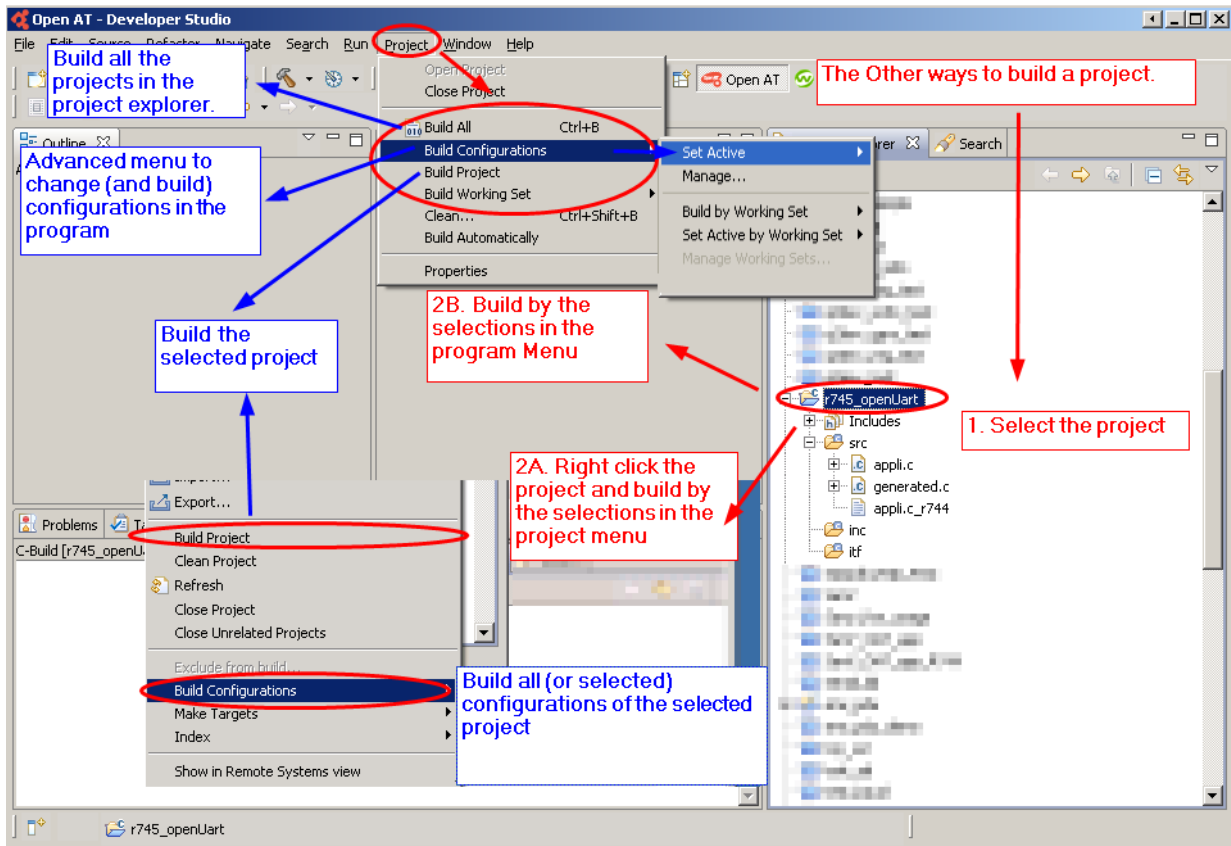 Open AT - Developer Studio
File Edit Source Refactor Navigate Search Run Project Window Help
Build all the
projects in the
project explorer.
Open Project
Close Project
Build All Ctrl+B
Build Configurations
Build Project
Build Working Set
Clean... Ctrl+Shift+B
Build Automatically
Properties
Set Active
Manage...
Build by Working Set
Set Active by Working Set
Manage Working Sets...
Open AT
The Other ways to build a project.
Outline
Search
Advanced menu to
change (and build)
configurations in the
program
Build the
selected project
2B. Build by the
selections in the
program Menu
r745_openUart
Includes
src
appli.c
generated.c
appli.c_r744
inc
itf
1. Select the project
2A. Right click the
project and build by
the selections in the
project menu
Problems
C-Build [r745_openU
Export...
Build Project
Clean Project
Refresh
Close Project
Close Unrelated Projects
Exclude from build...
Build Configurations
Make Targets
Index
Show in Remote Systems view
Build all (or selected)
configurations of the selected
project
r745_openUart